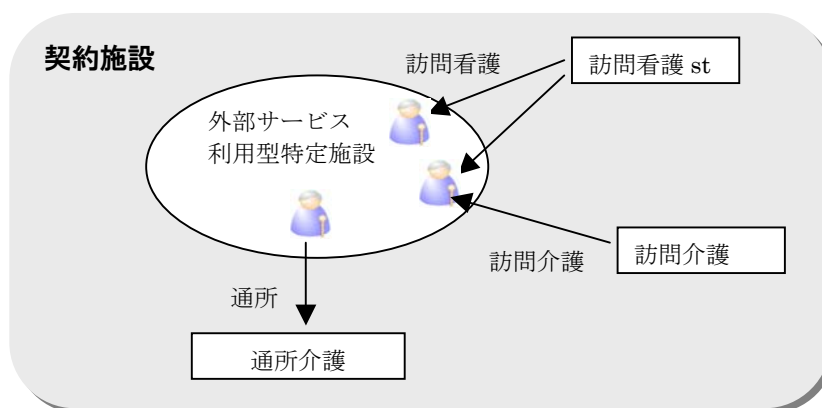 契約施設
訪問看護
訪問看護 st
外部サービス
利用型特定施設
訪問介護
訪問介護
通所
通所介護